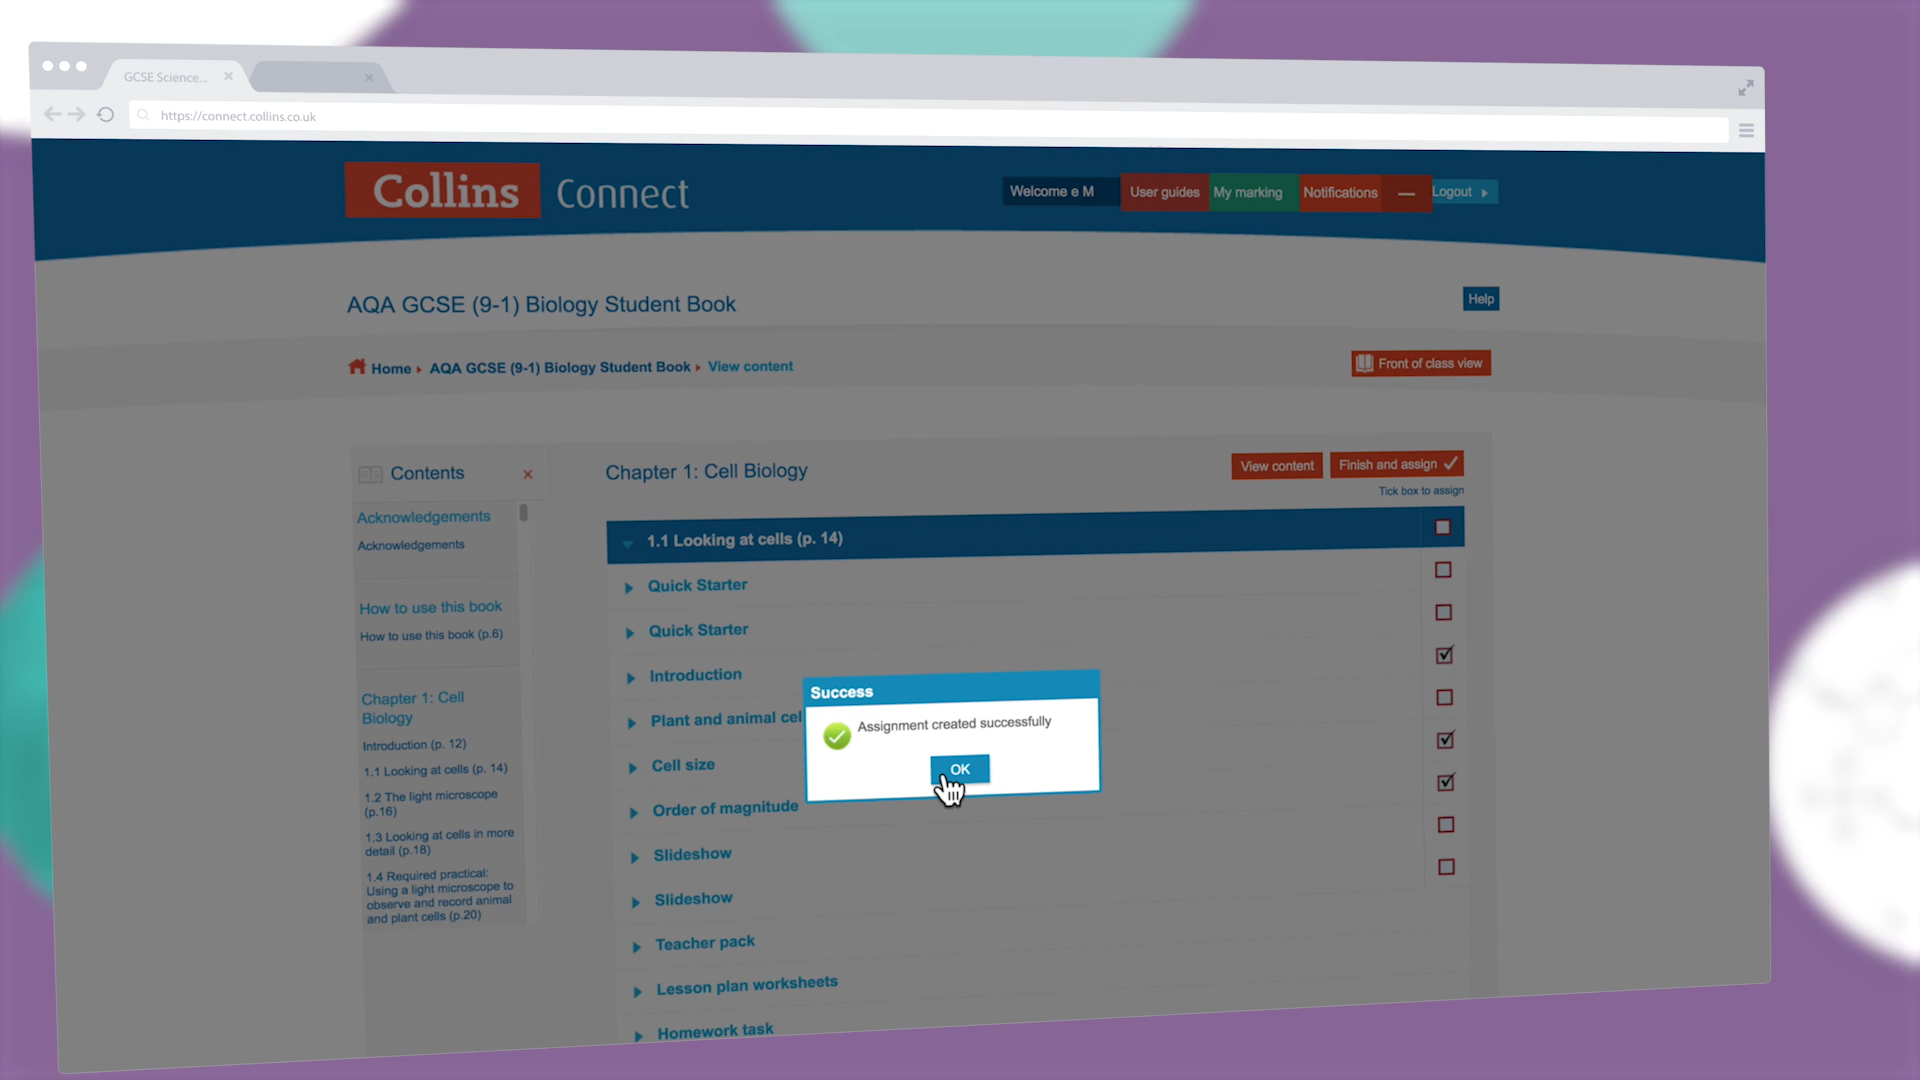 GCSE Science...
https://connect.collins.co.uk
Collins Connect
Welcome e M
User guides
My marking
Notifications
Logout
AQA GCSE (9-1) Biology Student Book
Help
Home
AQA GCSE (9-1) Biology Student Book
View content
Front of class view
Contents
Acknowledgements
Acknowledgements
How to use this book
How to use this book (p.6)
Chapter 1: Cell
Biology
Introduction (p. 12)
1.1 Looking at cells (p. 14)
1.2 The light microscope
(p.16)
1.3 Looking at cells in more
detail (p.18)
1.4 Required practical:
Using a light microscope to
observe and record animal
and plant cells (p.20)
Chapter 1: Cell Biology
View content
Finish and assign
Tick box to assign
1.1 Looking at cells (p. 14)
Quick Starter
Quick Starter
Introduction
Plant and animal cel
Cell size
Order of magnitude
Slideshow
Slideshow
Teacher pack
Lesson plan worksheets
Homework task
Success
Assignment created successfully
OK